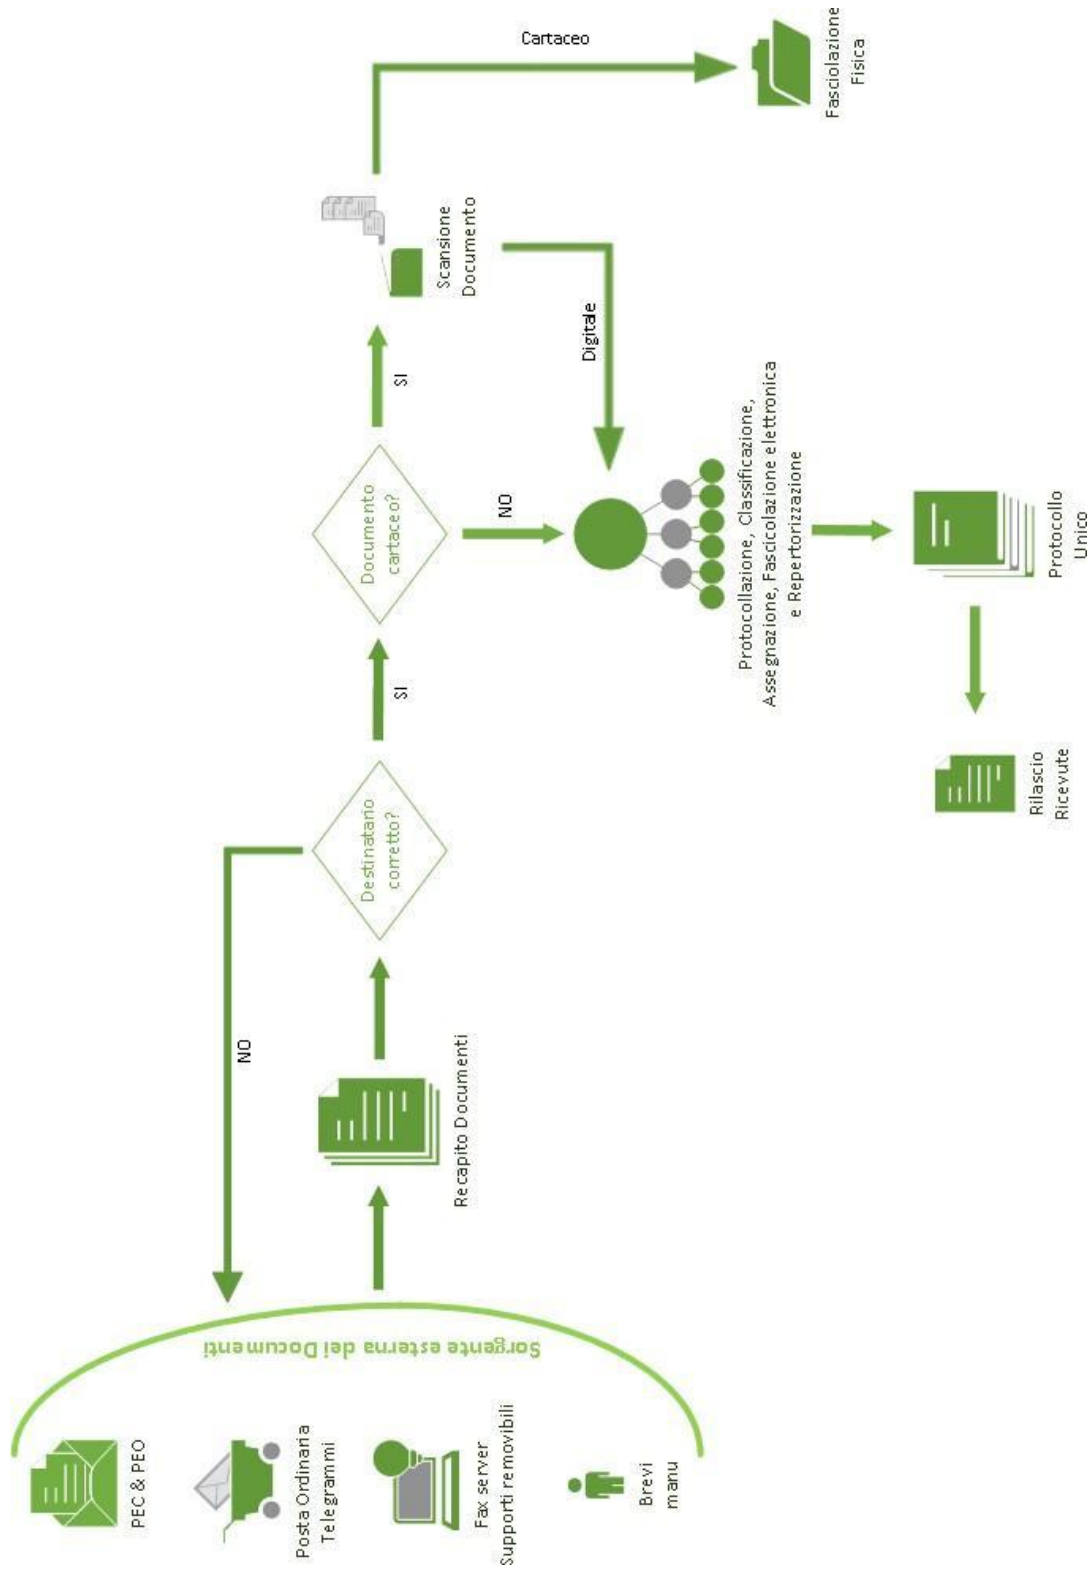 PEC & PEO
Posta Ordinaria
Telegrammi
Fax server
Supporti removibili
Brevi
manu
Sorgente esterna dei Documenti
Recapito Documenti
NO
Destinatario
corretto?
SI
Documento
cartaceo?
SI
NO
Scansione
Documento
Cartaceo
Digitale
Fasciolazione
Fisica
Protocollazione, Classificazione,
Assegnazione, Fascicolazione elettronica
e Repertorizzazione
Protocollo
Unico
Rilascio
Ricevute